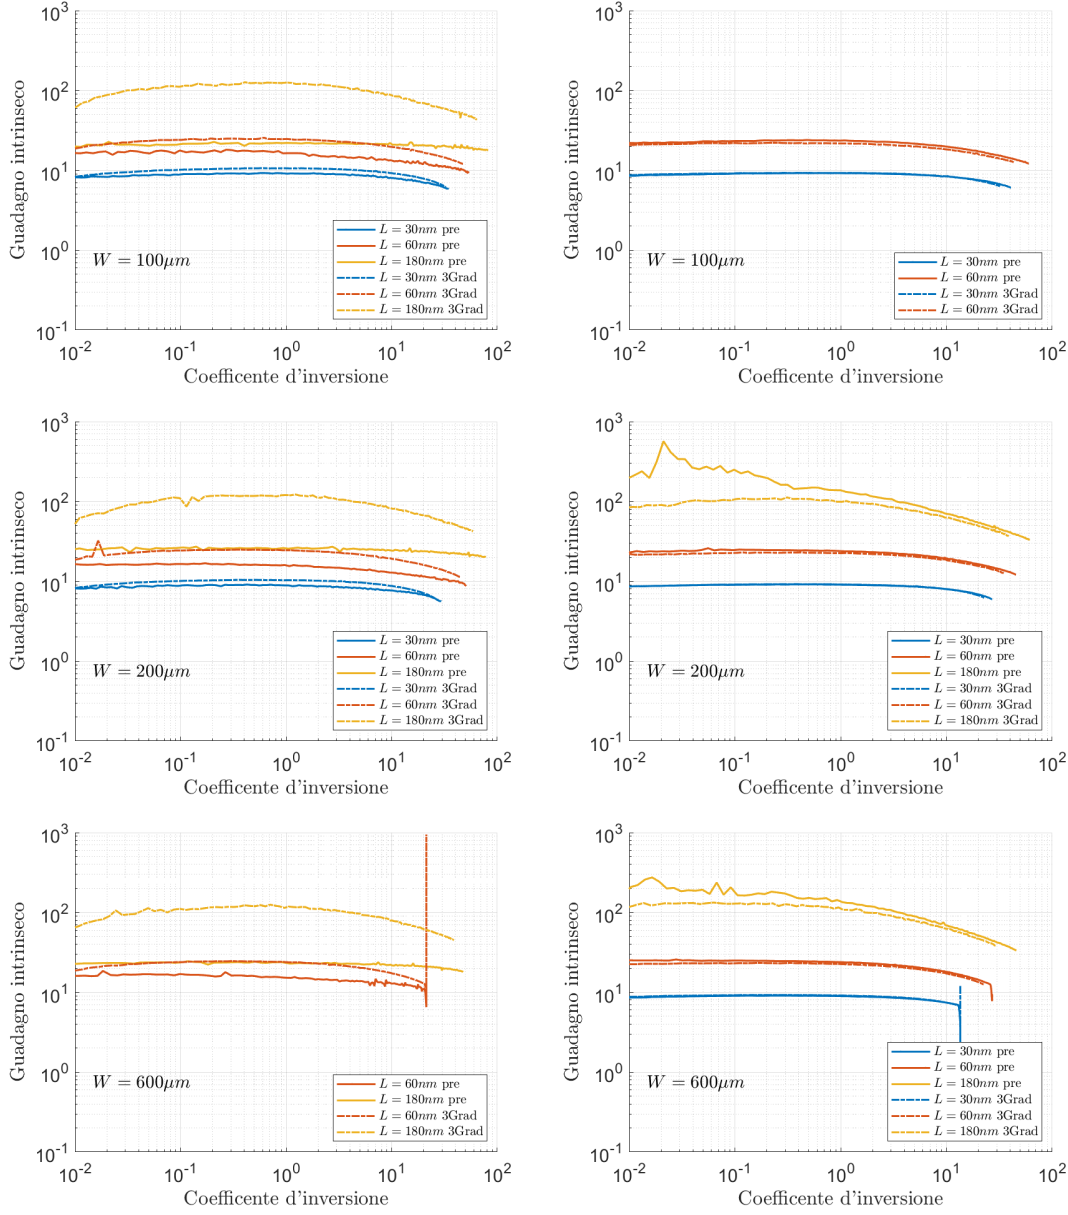 10^3
10^2
10^1
10^0
10^-1
Guadagno intrinseco
W = 100μm
L = 30nm pre
L = 60nm pre
L = 180nm pre
L = 30nm 3Grad
L = 60nm 3Grad
L = 180nm 3Grad
10^-2 10^-1 10^0 10^1 10^2
Coefficente d'inversione
10^3
10^2
10^1
10^0
10^-1
Guadagno intrinseco
W = 100μm
L = 30nm pre
L = 60nm pre
L = 30nm 3Grad
L = 60nm 3Grad
10^-2 10^-1 10^0 10^1 10^2
Coefficente d'inversione
10^3
10^2
10^1
10^0
10^-1
Guadagno intrinseco
W = 200μm
L = 30nm pre
L = 60nm pre
L = 180nm pre
L = 30nm 3Grad
L = 60nm 3Grad
L = 180nm 3Grad
10^-2 10^-1 10^0 10^1 10^2
Coefficente d'inversione
10^3
10^2
10^1
10^0
10^-1
Guadagno intrinseco
W = 200μm
L = 30nm pre
L = 60nm pre
L = 180nm pre
L = 30nm 3Grad
L = 60nm 3Grad
L = 180nm 3Grad
10^-2 10^-1 10^0 10^1 10^2
Coefficente d'inversione
10^3
10^2
10^1
10^0
10^-1
Guadagno intrinseco
W = 600μm
L = 60nm pre
L = 180nm pre
L = 60nm 3Grad
L = 180nm 3Grad
10^-2 10^-1 10^0 10^1 10^2
Coefficente d'inversione
10^3
10^2
10^1
10^0
10^-1
Guadagno intrinseco
W = 600μm
L = 30nm pre
L = 60nm pre
L = 180nm pre
L = 30nm 3Grad
L = 60nm 3Grad
L = 180nm 3Grad
10^-2 10^-1 10^0 10^1 10^2
Coefficente d'inversione